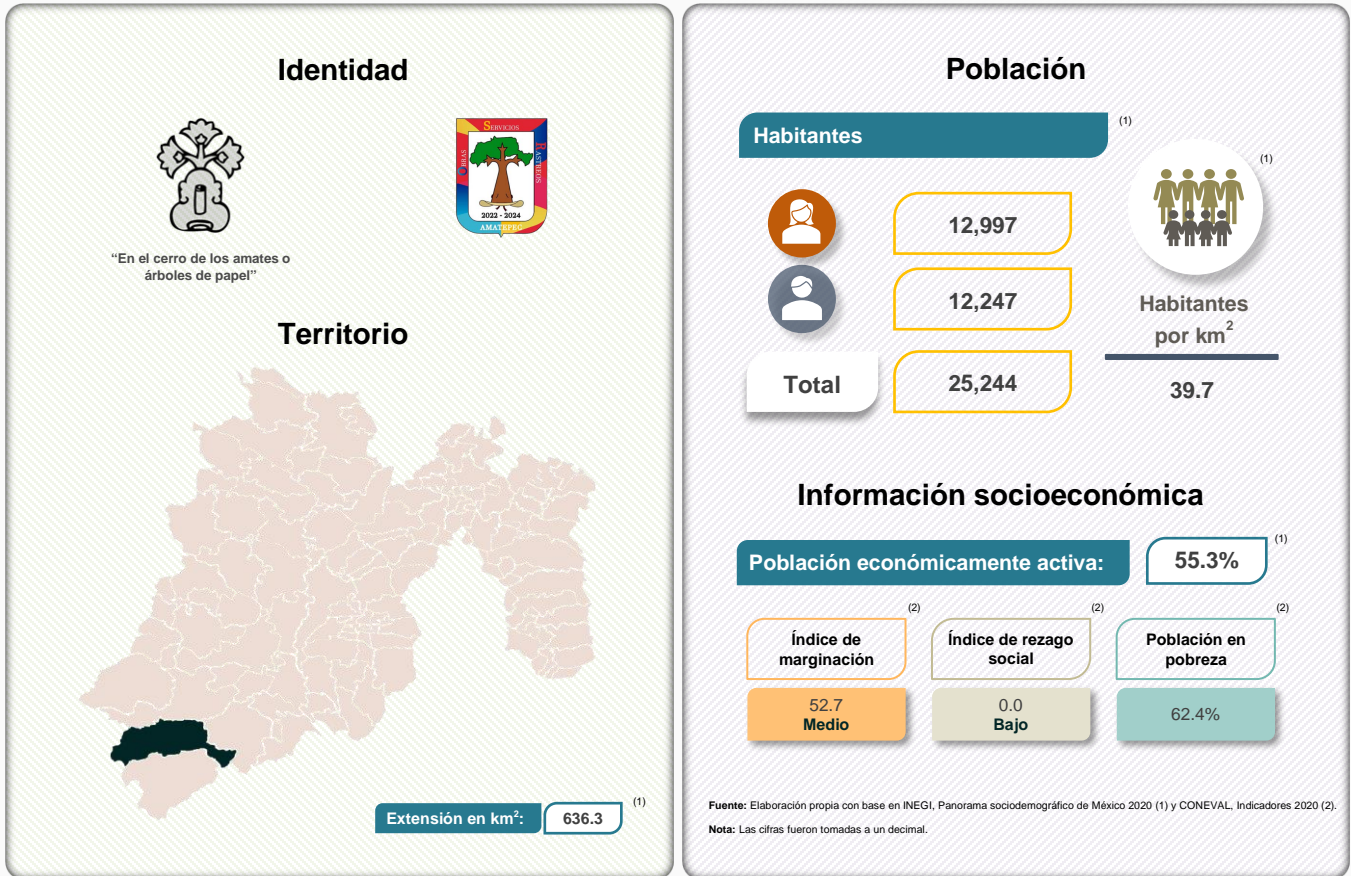 Identidad
SERVICIOS
OBRAS
RASTREOS
2022 - 2024
AMATEPEC
“En el cerro de los amates o
árboles de papel”
Territorio
Extensión en km²:
636.3
(1)
Población
Habitantes
(1)
12,997
12,247
Total
25,244
(1)
Habitantes
por km²
39.7
Información socioeconómica
Población económicamente activa:
55.3%
(1)
(2)
Índice de
marginación
52.7
Medio
(2)
Índice de rezago
social
0.0
Bajo
(2)
Población en
pobreza
62.4%
Fuente: Elaboración propia con base en INEGI, Panorama sociodemográfico de México 2020 (1) y CONEVAL, Indicadores 2020 (2).
Nota: Las cifras fueron tomadas a un decimal.